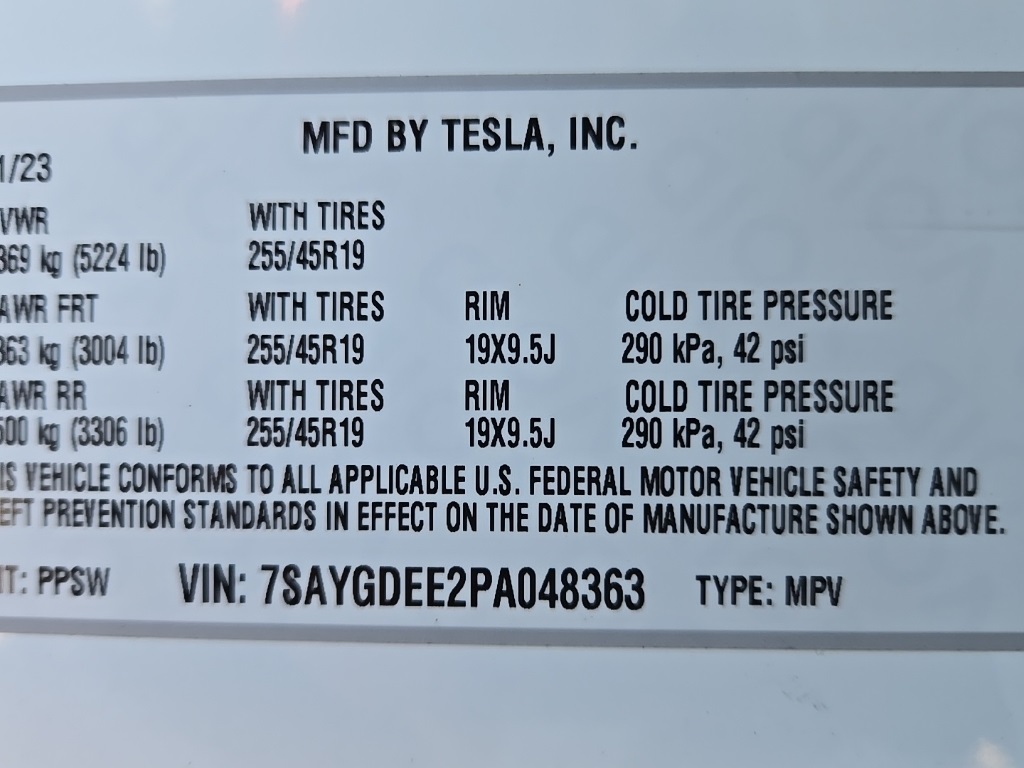 MFD BY TESLA, INC.
1/23
VWR WITH TIRES
369 kg (5224 lb) 255/45R19
AWR FRT WITH TIRES RIM COLD TIRE PRESSURE
363 kg (3004 lb) 255/45R19 19X9.5J 290 kPa, 42 psi
AWR RR WITH TIRES RIM COLD TIRE PRESSURE
500 kg (3306 lb) 255/45R19 19X9.5J 290 kPa, 42 psi
IS VEHICLE CONFORMS TO ALL APPLICABLE U.S. FEDERAL MOTOR VEHICLE SAFETY AND
EFT PREVENTION STANDARDS IN EFFECT ON THE DATE OF MANUFACTURE SHOWN ABOVE.
NT: PPSW VIN: 7SAYGDEE2PA048363 TYPE: MPV